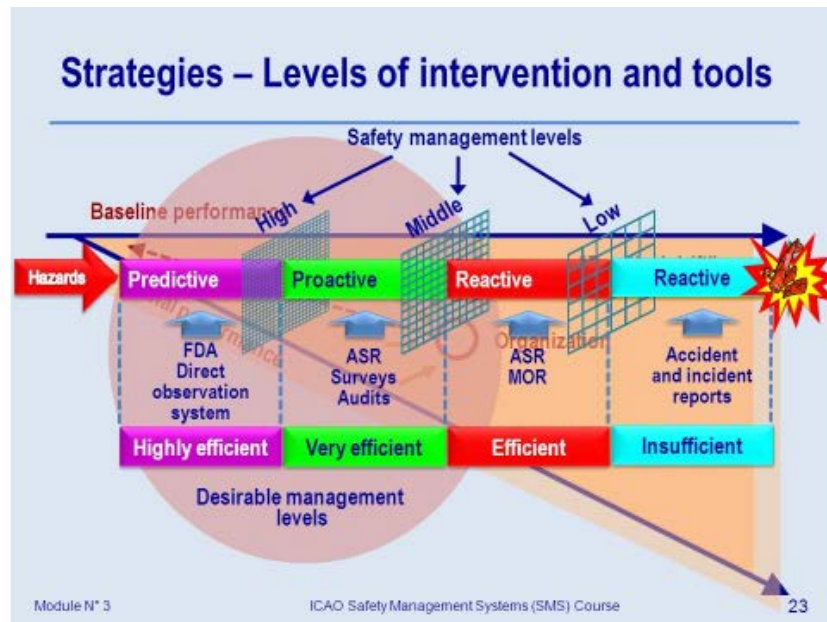 Strategies – Levels of intervention and tools
Safety management levels
Baseline performance
High
Middle
Low
Hazards
Predictive
Proactive
Reactive
Reactive
Organization
FDA
Direct
observation
system
ASR
Surveys
Audits
ASR
MOR
Accident
and incident
reports
Highly efficient
Very efficient
Efficient
Insufficient
Desirable management
levels
Module N° 3
ICAO Safety Management Systems (SMS) Course
23